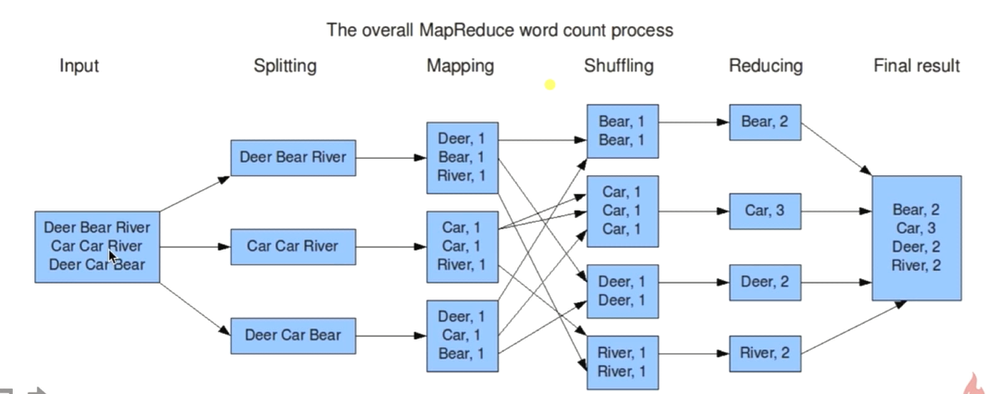 The overall MapReduce word count process
Input
Splitting
Mapping
Shuffling
Reducing
Final result
Deer Bear River
Car Car River
Deer Car Bear
Deer Bear River
Car Car River
Deer Car Bear
Deer, 1
Bear, 1
River, 1
Car, 1
Car, 1
River, 1
Deer, 1
Car, 1
Bear, 1
Bear, 1
Bear, 1
Car, 1
Car, 1
Car, 1
Deer, 1
Deer, 1
River, 1
River, 1
Bear, 2
Car, 3
Deer, 2
River, 2
Bear, 2
Car, 3
Deer, 2
River, 2